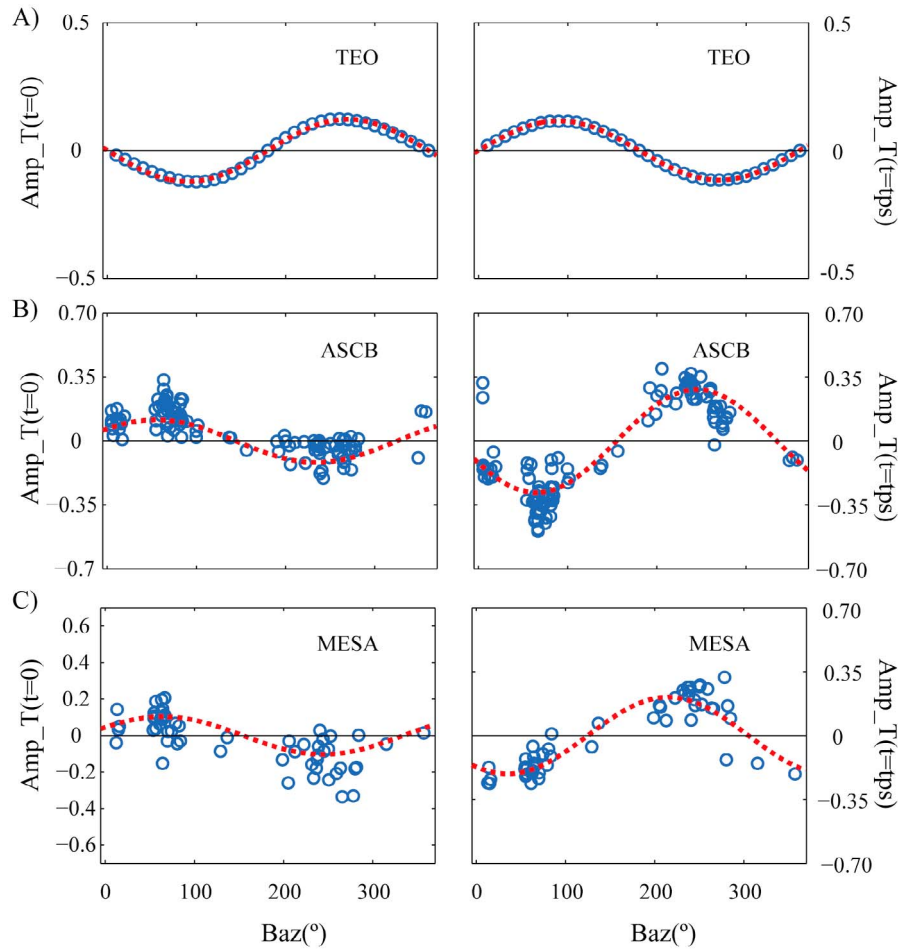 A)
0.5
TEO
0
−0.5
Amp_T(t=0)
0.5
TEO
0
-0.5
Amp_T(t=tps)
B)
0.70
ASCB
0.35
0
−0.35
−0.7
Amp_T(t=0)
0.70
ASCB
0.35
0
−0.35
−0.70
Amp_T(t=tps)
C)
0.6
MESA
0.4
0.2
0
−0.2
−0.4
−0.6
Amp_T(t=0)
0.70
MESA
0.35
0
−0.35
−0.70
Amp_T(t=tps)
0 100 200 300
0 100 200 300
Baz(º)
Baz(º)